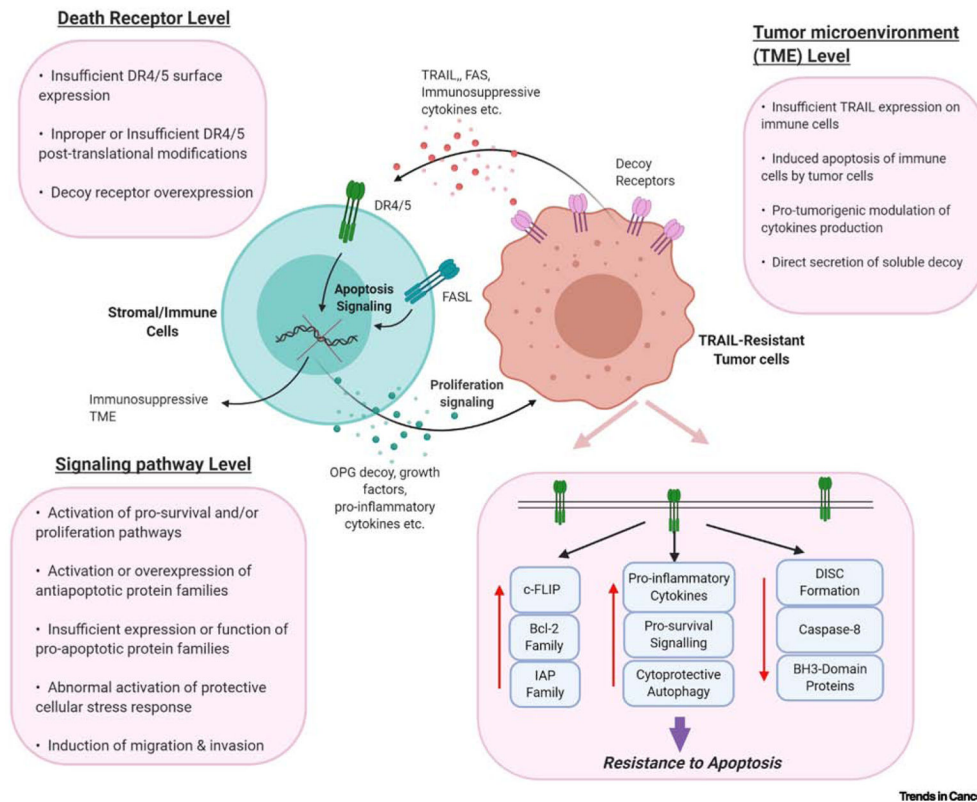 Death Receptor Level
• Insufficient DR4/5 surface
expression
• Inproper or Insufficient DR4/5
post-translational modifications
• Decoy receptor overexpression
TRAIL,, FAS,
Immunosuppressive
cytokines etc.
Tumor microenvironment
(TME) Level
• Insufficient TRAIL expression on
immune cells
• Induced apoptosis of immune
cells by tumor cells
• Pro-tumorigenic modulation of
cytokines production
• Direct secretion of soluble decoy
Decoy
Receptors
DR4/5
Apoptosis
Signaling
FASL
Stromal/Immune
Cells
TRAIL-Resistant
Tumor cells
Immunosuppressive
TME
Proliferation
signaling
OPG decoy, growth
factors,
pro-inflammatory
cytokines etc.
Signaling pathway Level
• Activation of pro-survival and/or
proliferation pathways
• Activation or overexpression of
antiapoptotic protein families
• Insufficient expression or function of
pro-apoptotic protein families
• Abnormal activation of protective
cellular stress response
• Induction of migration & invasion
c-FLIP
Bcl-2
Family
IAP
Family
Pro-inflammatory
Cytokines
Pro-survival
Signalling
Cytoprotective
Autophagy
DISC
Formation
Caspase-8
BH3-Domain
Proteins
Resistance to Apoptosis
Trends in Canc